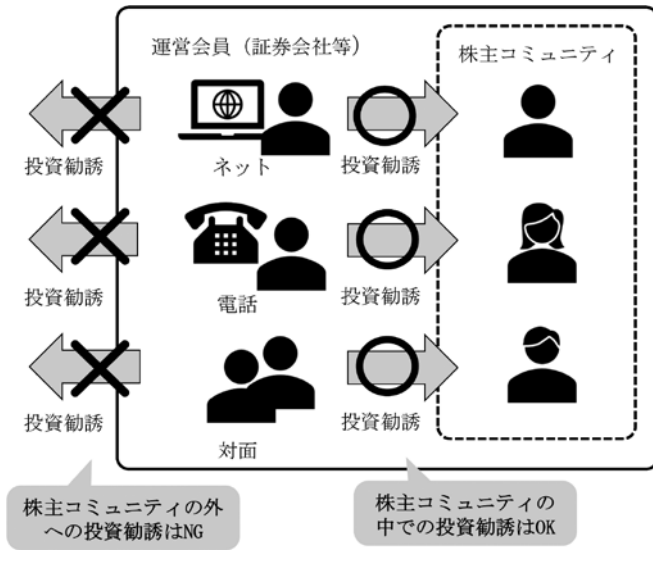 運営会員（証券会社等）
株主コミュニティ
投資勧誘
ネット
投資勧誘
投資勧誘
電話
投資勧誘
投資勧誘
対面
投資勧誘
株主コミュニティの外
への投資勧誘はNG
株主コミュニティの
中での投資勧誘はOK